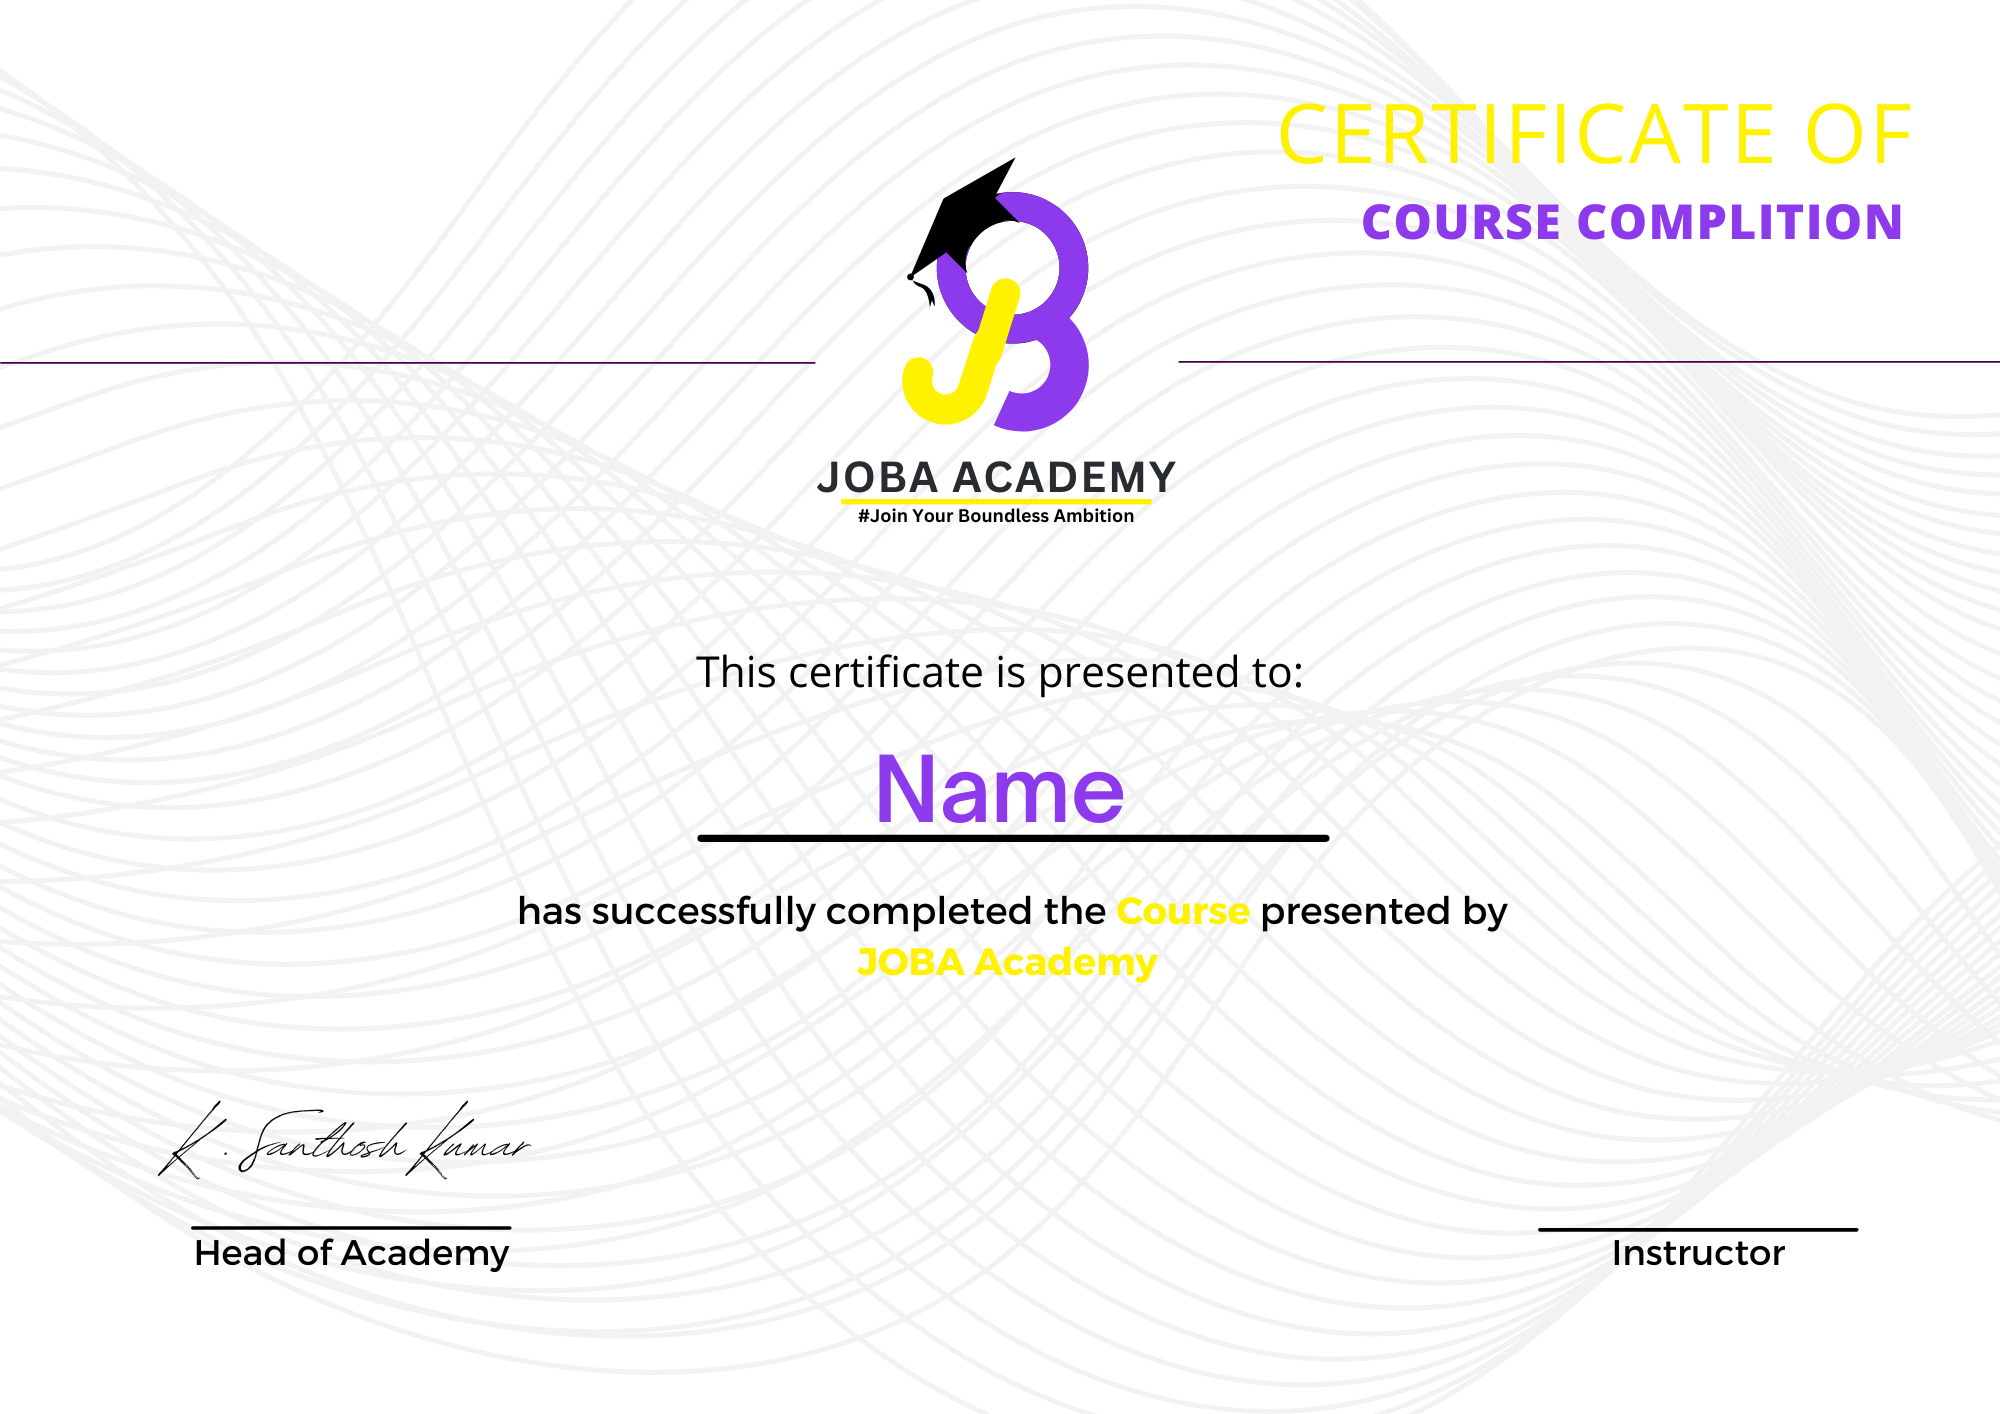 CERTIFICATE OF
COURSE COMPLITION
JOBA ACADEMY
#Join Your Boundless Ambition
This certificate is presented to:
Name
has successfully completed the Course presented by
JOBA Academy
K. Santhosh Kumar
Head of Academy
Instructor